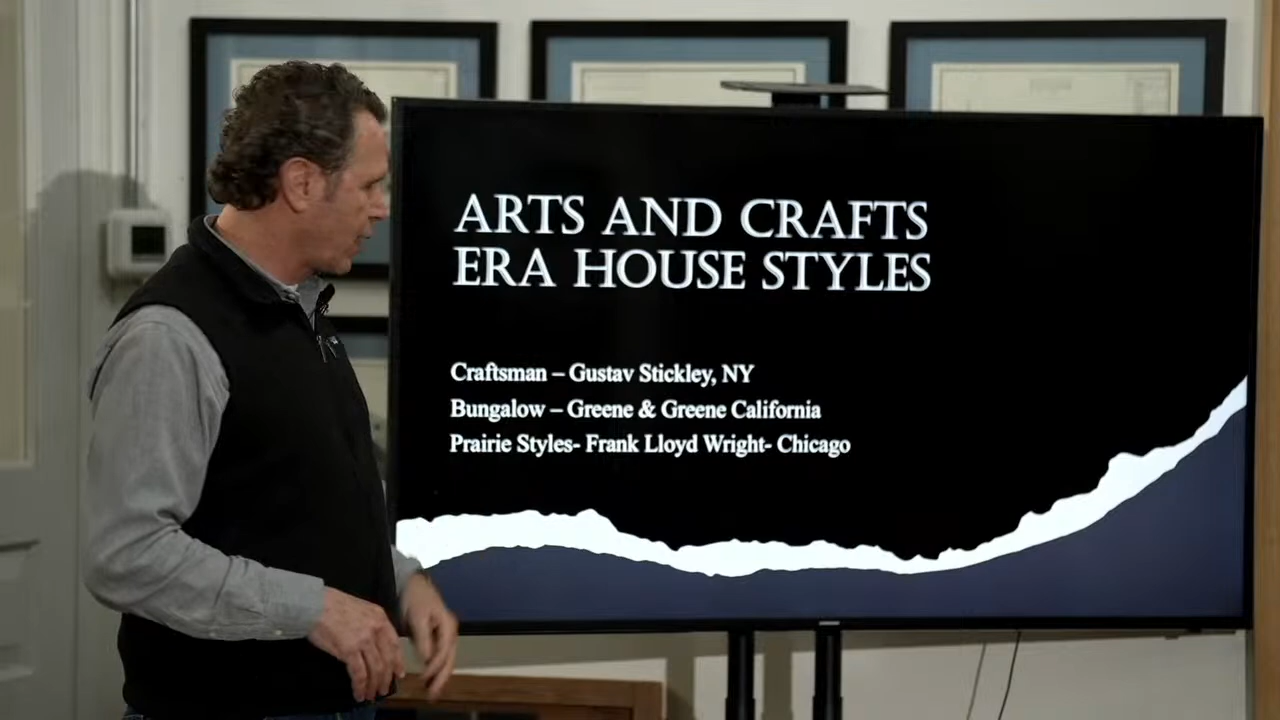 ARTS AND CRAFTS
ERA HOUSE STYLES
Craftsman – Gustav Stickley, NY
Bungalow – Greene & Greene California
Prairie Styles- Frank Lloyd Wright- Chicago